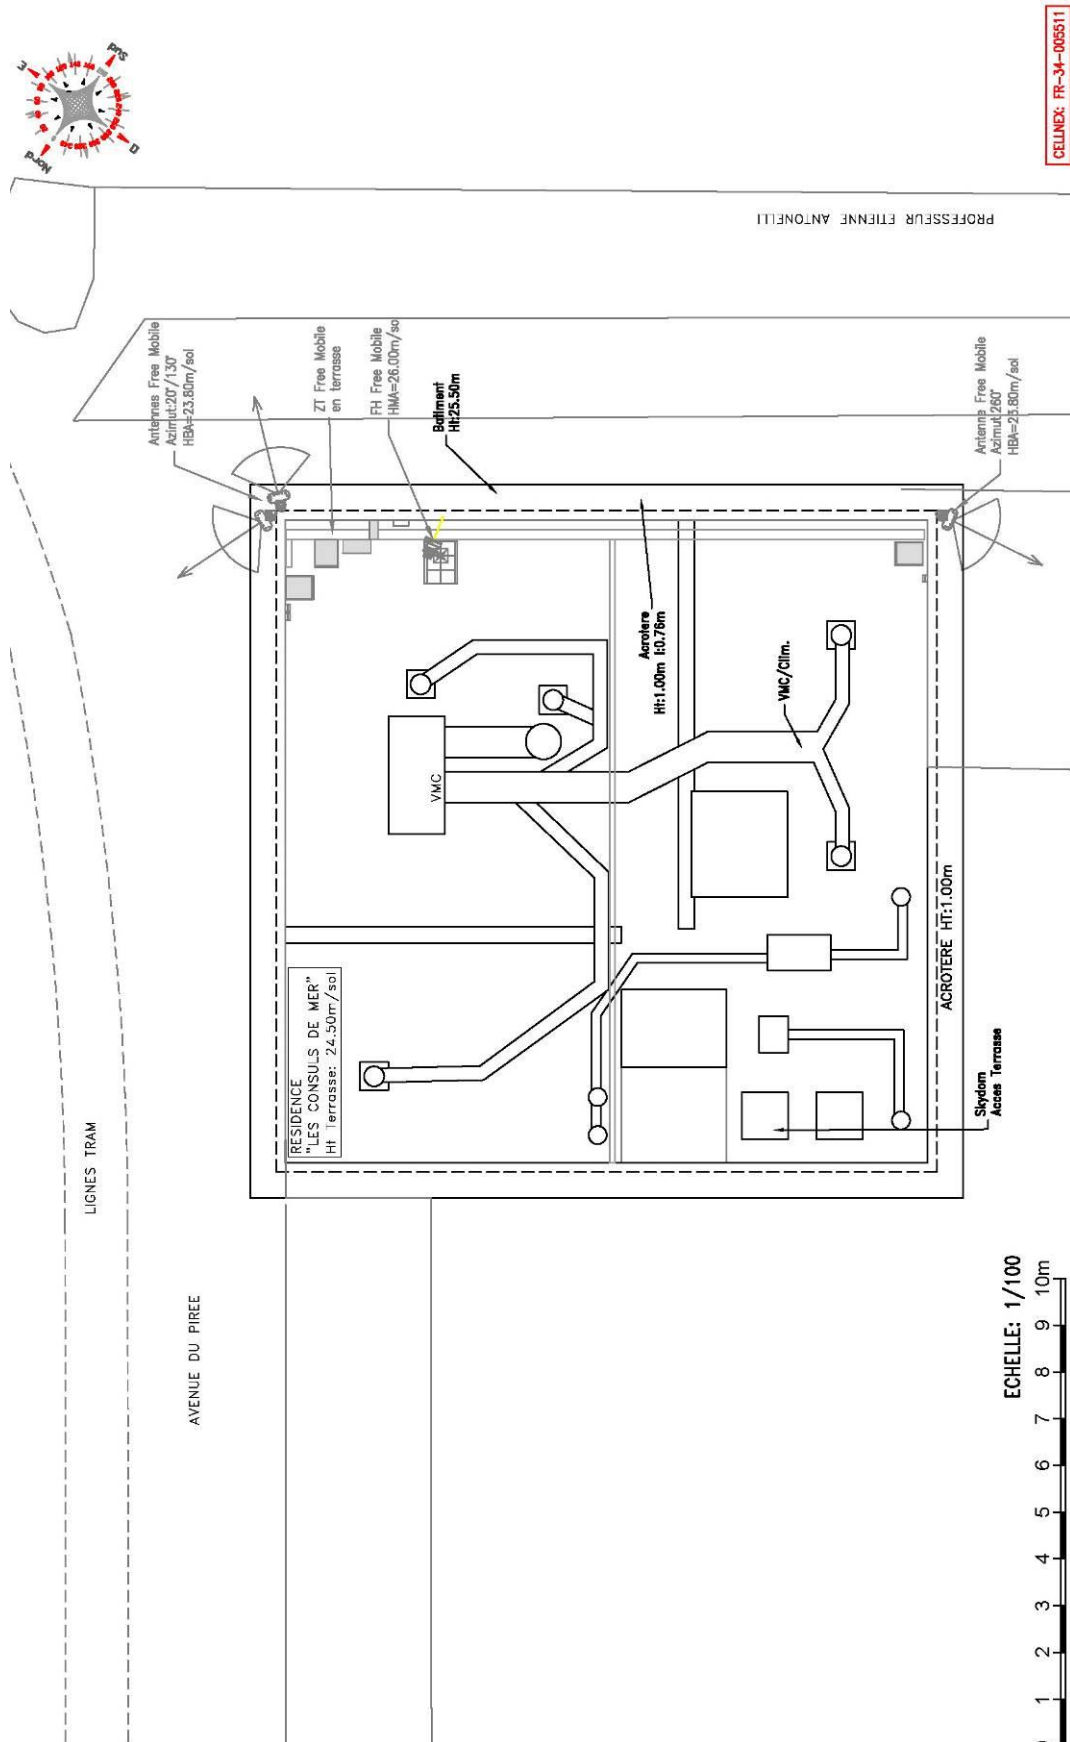 Sud
E
Nord
O
CELLNEX: FR-34-005511
PROFESSEUR ETIENNE ANTONELLI
Antennes Free Mobile
Azimut:20°/130°
HBA=23.80m/sol
ZT Free Mobile
en terrasse
FH Free Mobile
HMA=26.00m/sol
Batiment
Ht:25.50m
Antenne Free Mobile
Azimut:260°
HBA=23.80m/sol
Acrotere
Ht:1.00m l:0.76m
VMC/Clim.
VMC
RESIDENCE
"LES CONSULS DE MER"
Ht Terrasse: 24.50m/sol
ACROTERE HT:1.00m
Skydom
Acces Terrasse
LIGNES TRAM
AVENUE DU PIREE
ECHELLE: 1/100
1 2 3 4 5 6 7 8 9 10m